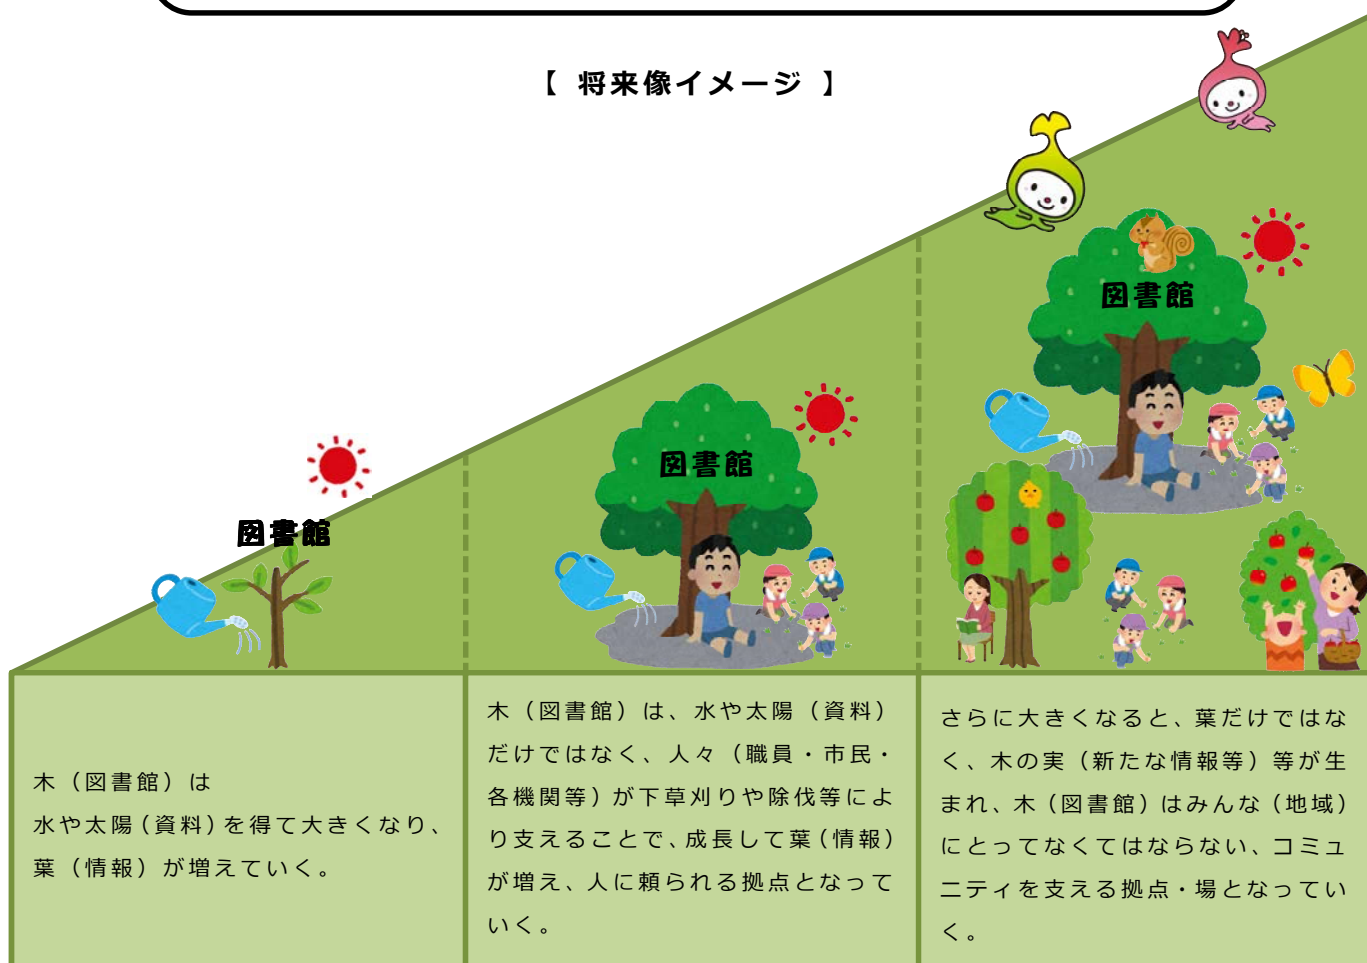 【 将来像イメージ 】
図書館
図書館
図書館
木（図書館）は
水や太陽（資料）を得て大きくなり、
葉（情報）が増えていく。
木（図書館）は、水や太陽（資料）
だけではなく、人々（職員・市民・
各機関等）が下草刈りや除伐等によ
り支えることで、成長して葉（情報）
が増え、人に頼られる拠点となって
いく。
さらに大きくなると、葉だけではな
く、木の実（新たな情報等）等が生
まれ、木（図書館）はみんな（地域）
にとってなくてはならない、コミュ
ニティを支える拠点・場となってい
く。